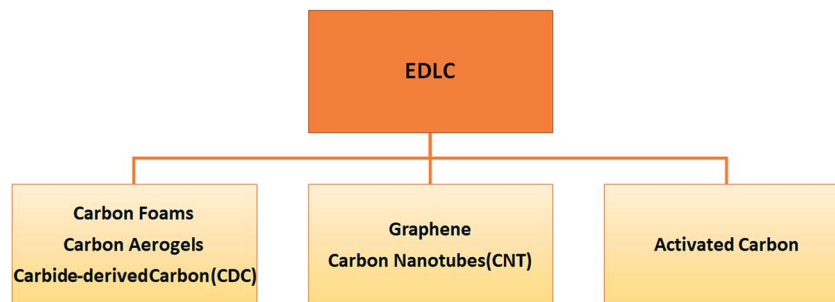 EDLC
Carbon Foams
Carbon Aerogels
Carbide-derivedCarbon(CDC)
Graphene
Carbon Nanotubes(CNT)
Activated Carbon